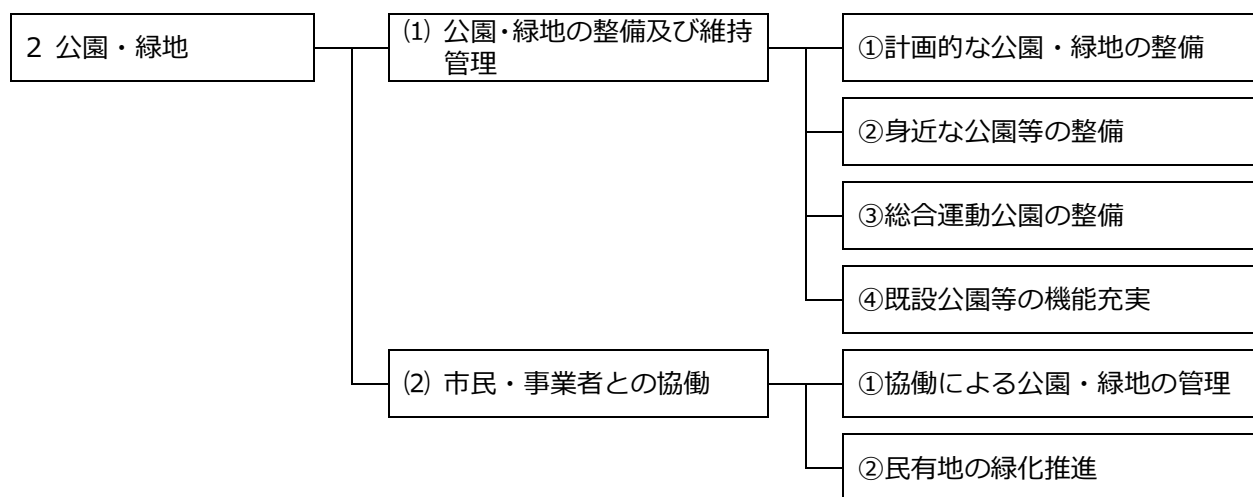 2 公園・緑地
⑴ 公園・緑地の整備及び維持
管理
①計画的な公園・緑地の整備
②身近な公園等の整備
③総合運動公園の整備
④既設公園等の機能充実
⑵ 市民・事業者との協働
①協働による公園・緑地の管理
②民有地の緑化推進